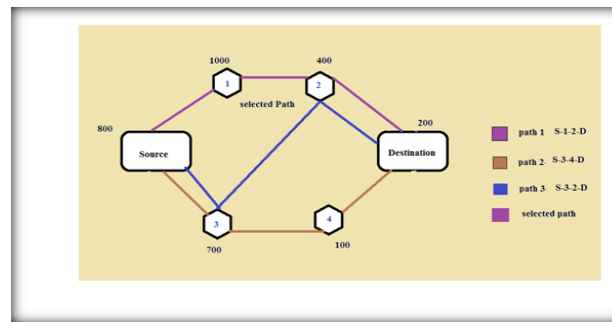 1000
400
1
2
selected Path
800
200
Source
Destination
3
4
700
100
path 1 S-1-2-D
path 2- S-3-4-D
path 3 S-3-2-D
selected path